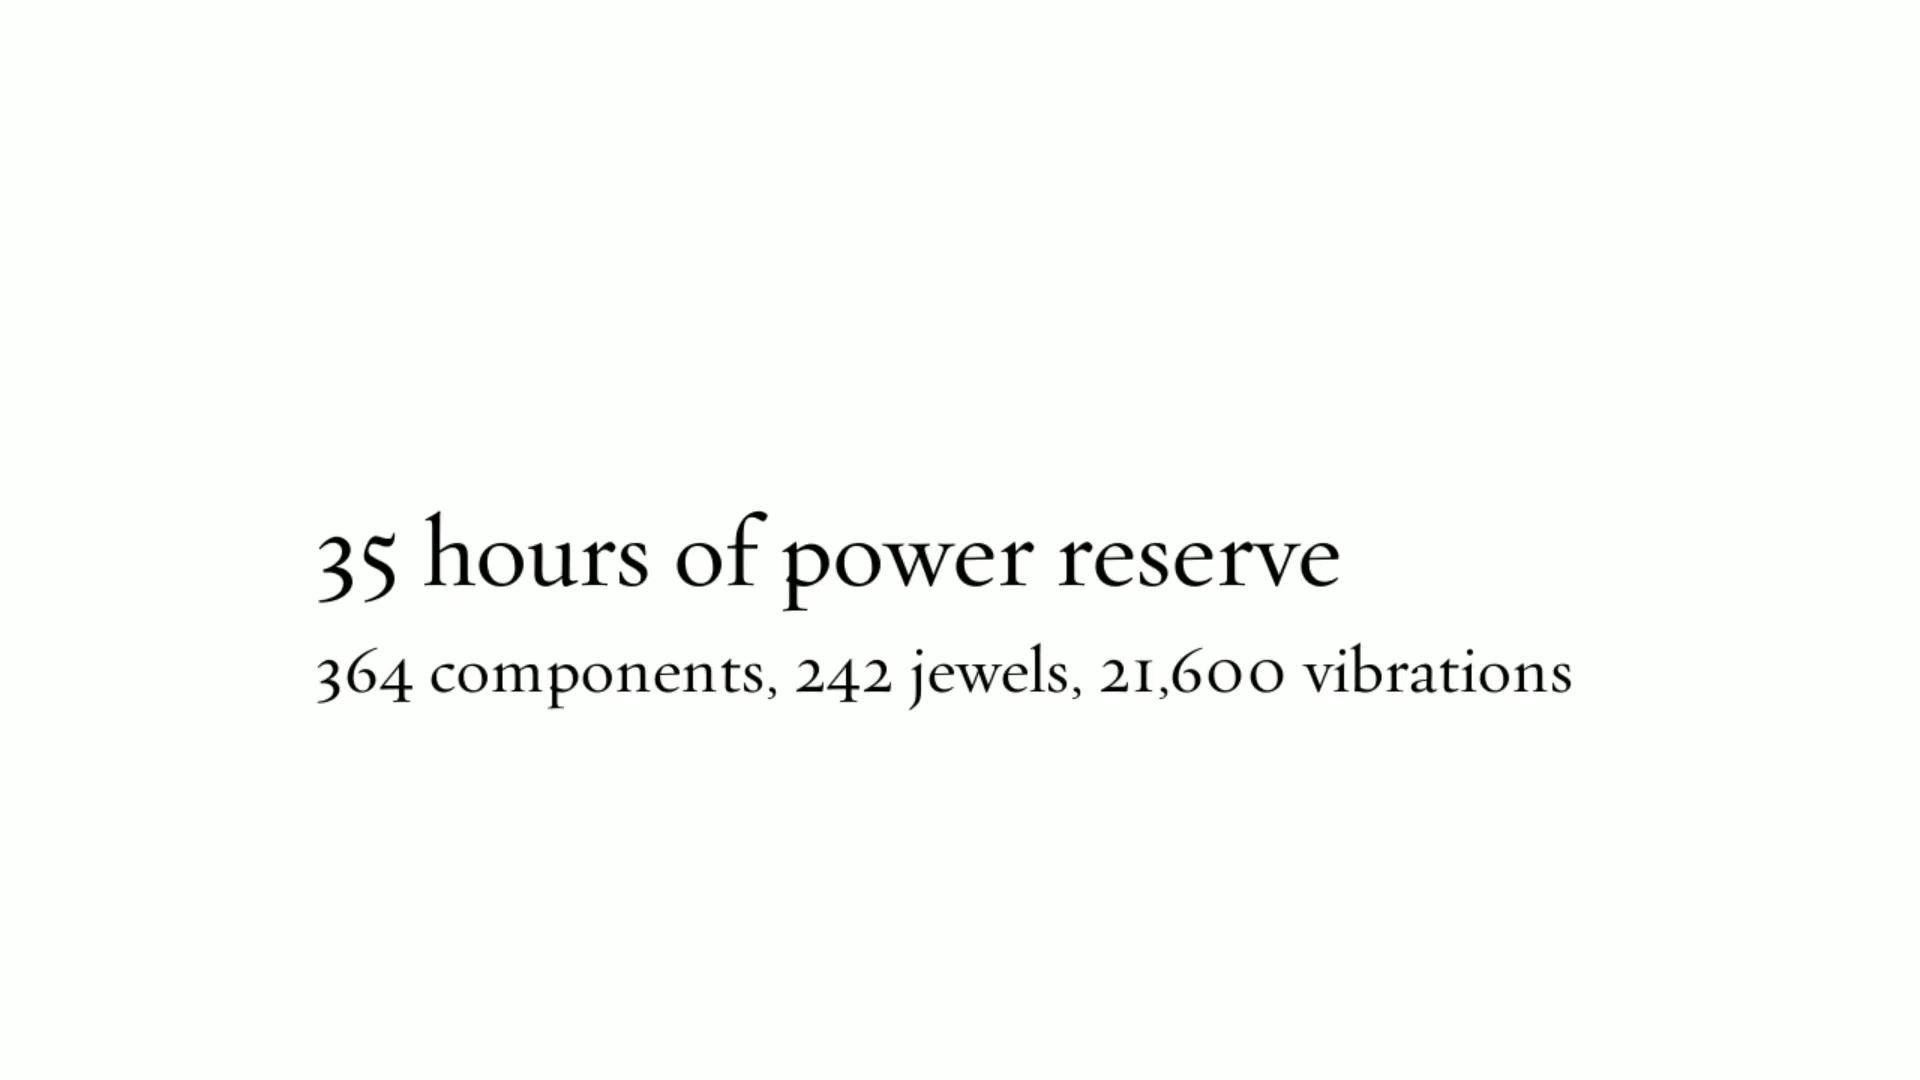 35 hours of power reserve
364 components, 242 jewels, 21,600 vibrations